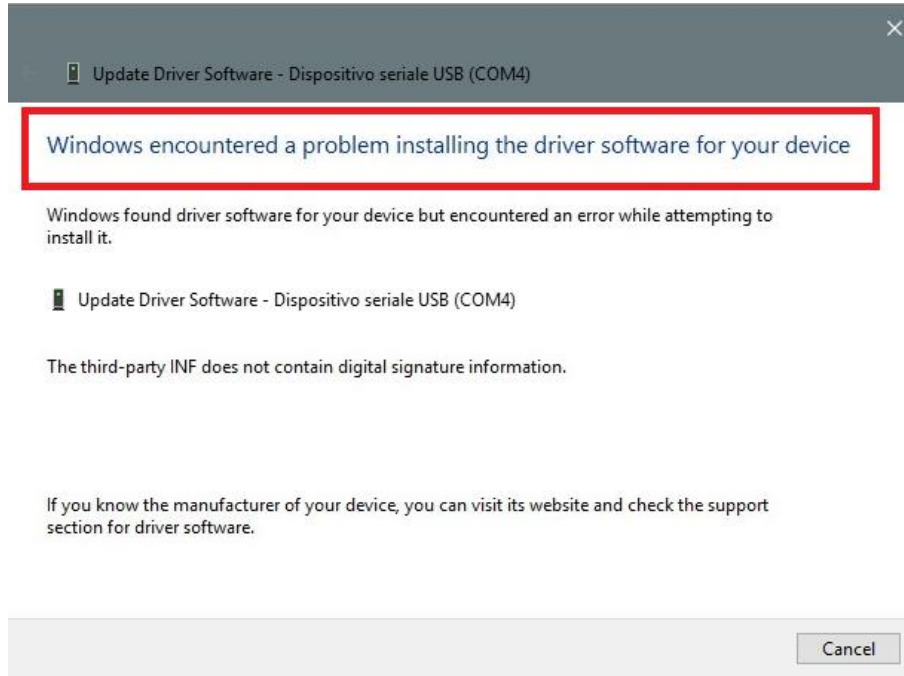 Update Driver Software - Dispositivo seriale USB (COM4)
Windows encountered a problem installing the driver software for your device
Windows found driver software for your device but encountered an error while attempting to
install it.
Update Driver Software - Dispositivo seriale USB (COM4)
The third-party INF does not contain digital signature information.
If you know the manufacturer of your device, you can visit its website and check the support
section for driver software.
Cancel